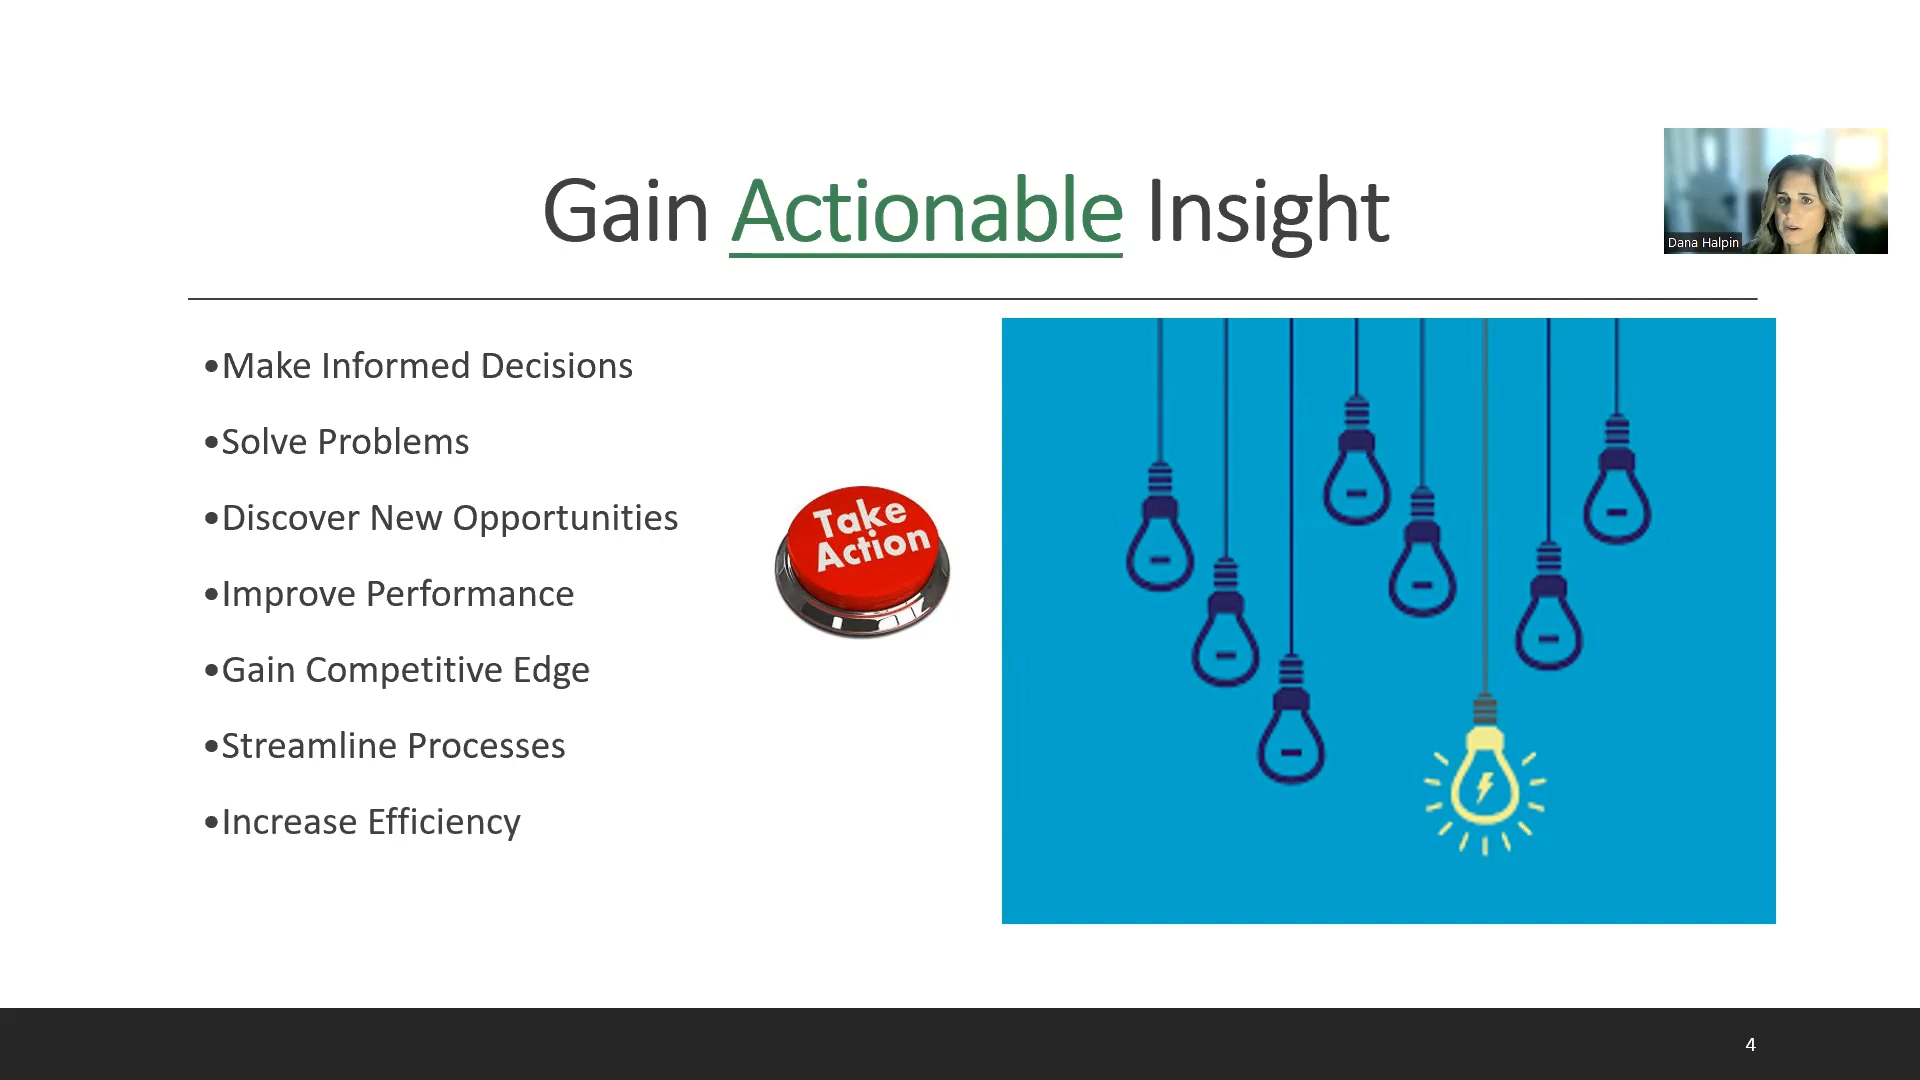 Gain Actionable Insight
Dana Halpin
•Make Informed Decisions
•Solve Problems
•Discover New Opportunities
•Improve Performance
•Gain Competitive Edge
•Streamline Processes
•Increase Efficiency
Take
Action
4